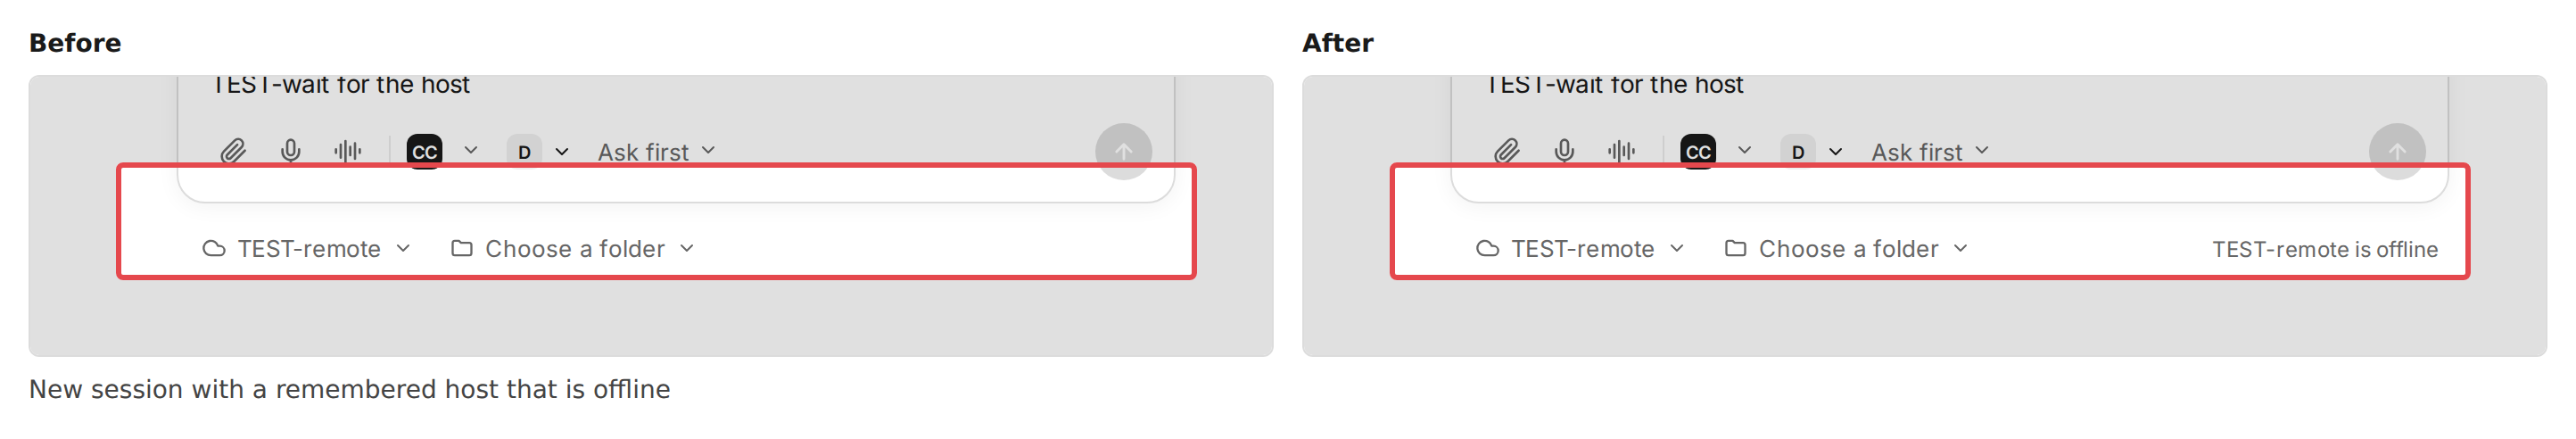 Before
TEST-wait for the host
CC
D
Ask first
TEST-remote
Choose a folder
After
TEST-wait for the host
CC
D
Ask first
TEST-remote
Choose a folder
TEST-remote is offline
New session with a remembered host that is offline